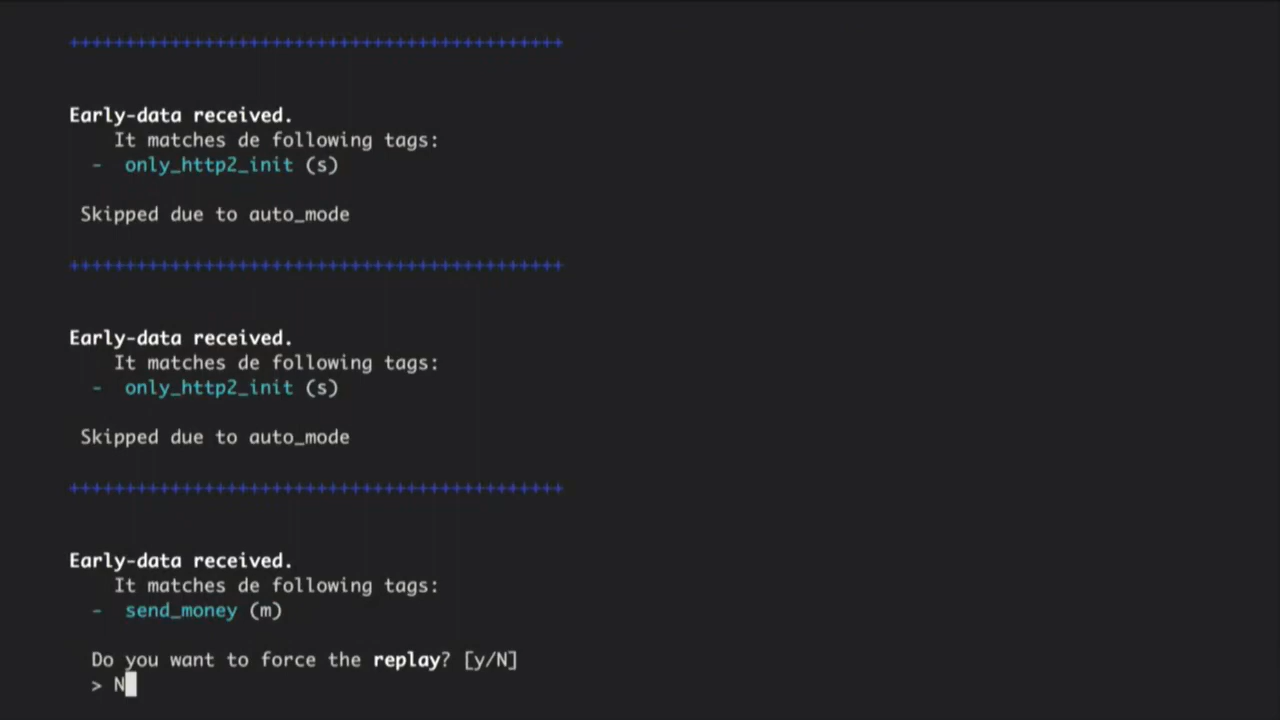 ++++++++++++++++++++++++++++++++++++++++++++
Early-data received.
It matches de following tags:
- only_http2_init (s)
Skipped due to auto_mode
++++++++++++++++++++++++++++++++++++++++++++
Early-data received.
It matches de following tags:
- only_http2_init (s)
Skipped due to auto_mode
++++++++++++++++++++++++++++++++++++++++++++
Early-data received.
It matches de following tags:
- send_money (m)
Do you want to force the replay? [y/N]
> N